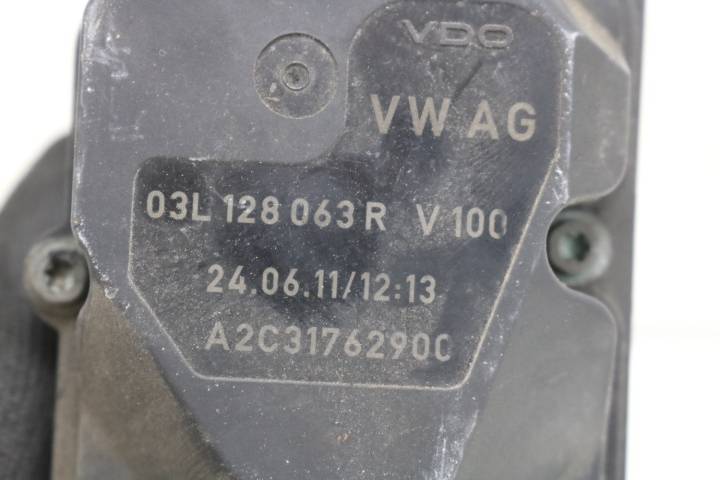 VDO
VW AG
03L 128 063 R V 100
24.06.11/12:13
A2C31762900